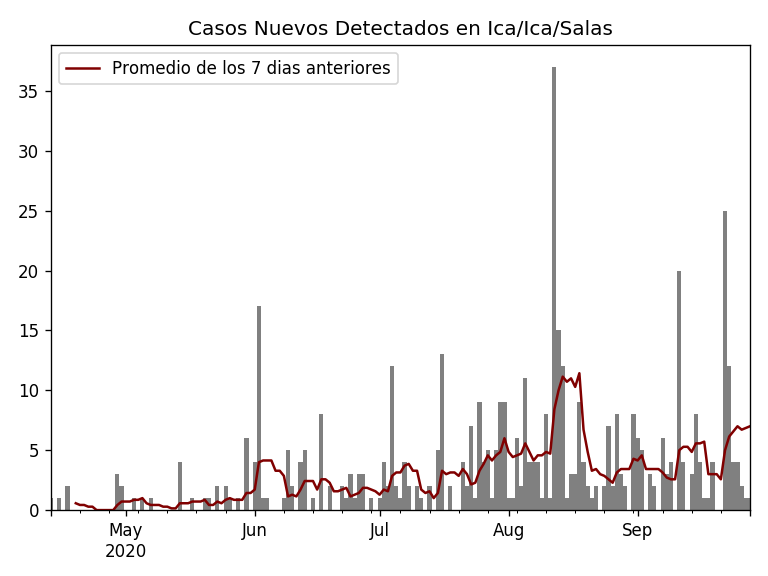 Casos Nuevos Detectados en Ica/Ica/Salas
Promedio de los 7 dias anteriores
35
30
25
20
15
10
5
0
May
2020
Jun
Jul
Aug
Sep